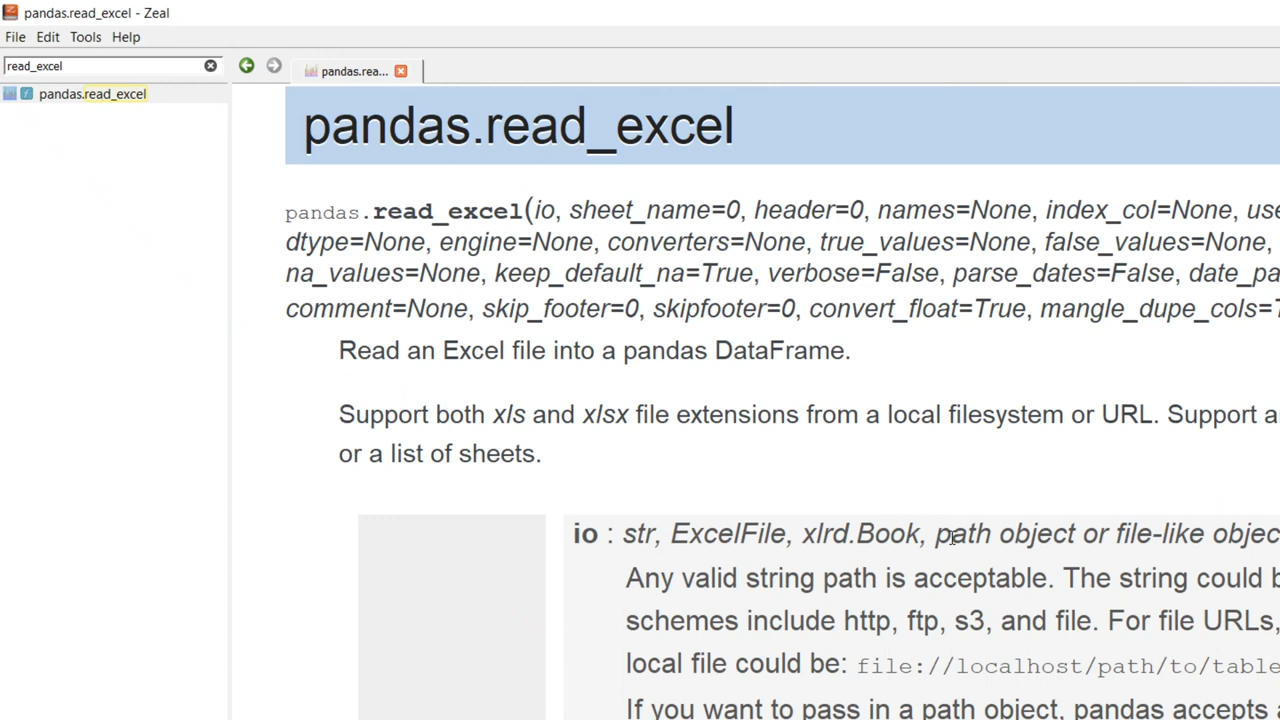 pandas.read_excel - Zeal
File Edit Tools Help
read_excel
pandas.rea...
pandas.read_excel
pandas.read_excel
pandas.read_excel(io, sheet_name=0, header=0, names=None, index_col=None,
dtype=None, engine=None, converters=None, true_values=None, false_values=None,
na_values=None, keep_default_na=True, verbose=False, parse_dates=False,
comment=None, skip_footer=0, skipfooter=0, convert_float=True,
Read an Excel file into a pandas DataFrame.
Support both xls and xlsx file extensions from a local filesystem or URL. Support
or a list of sheets.
io : str, ExcelFile, xlrd.Book, path object or file-like
Any valid string path is acceptable. The string could
schemes include http, ftp, s3, and file. For file URLs,
local file could be: file://localhost/path/to/table
If you want to pass in a path object, pandas accepts